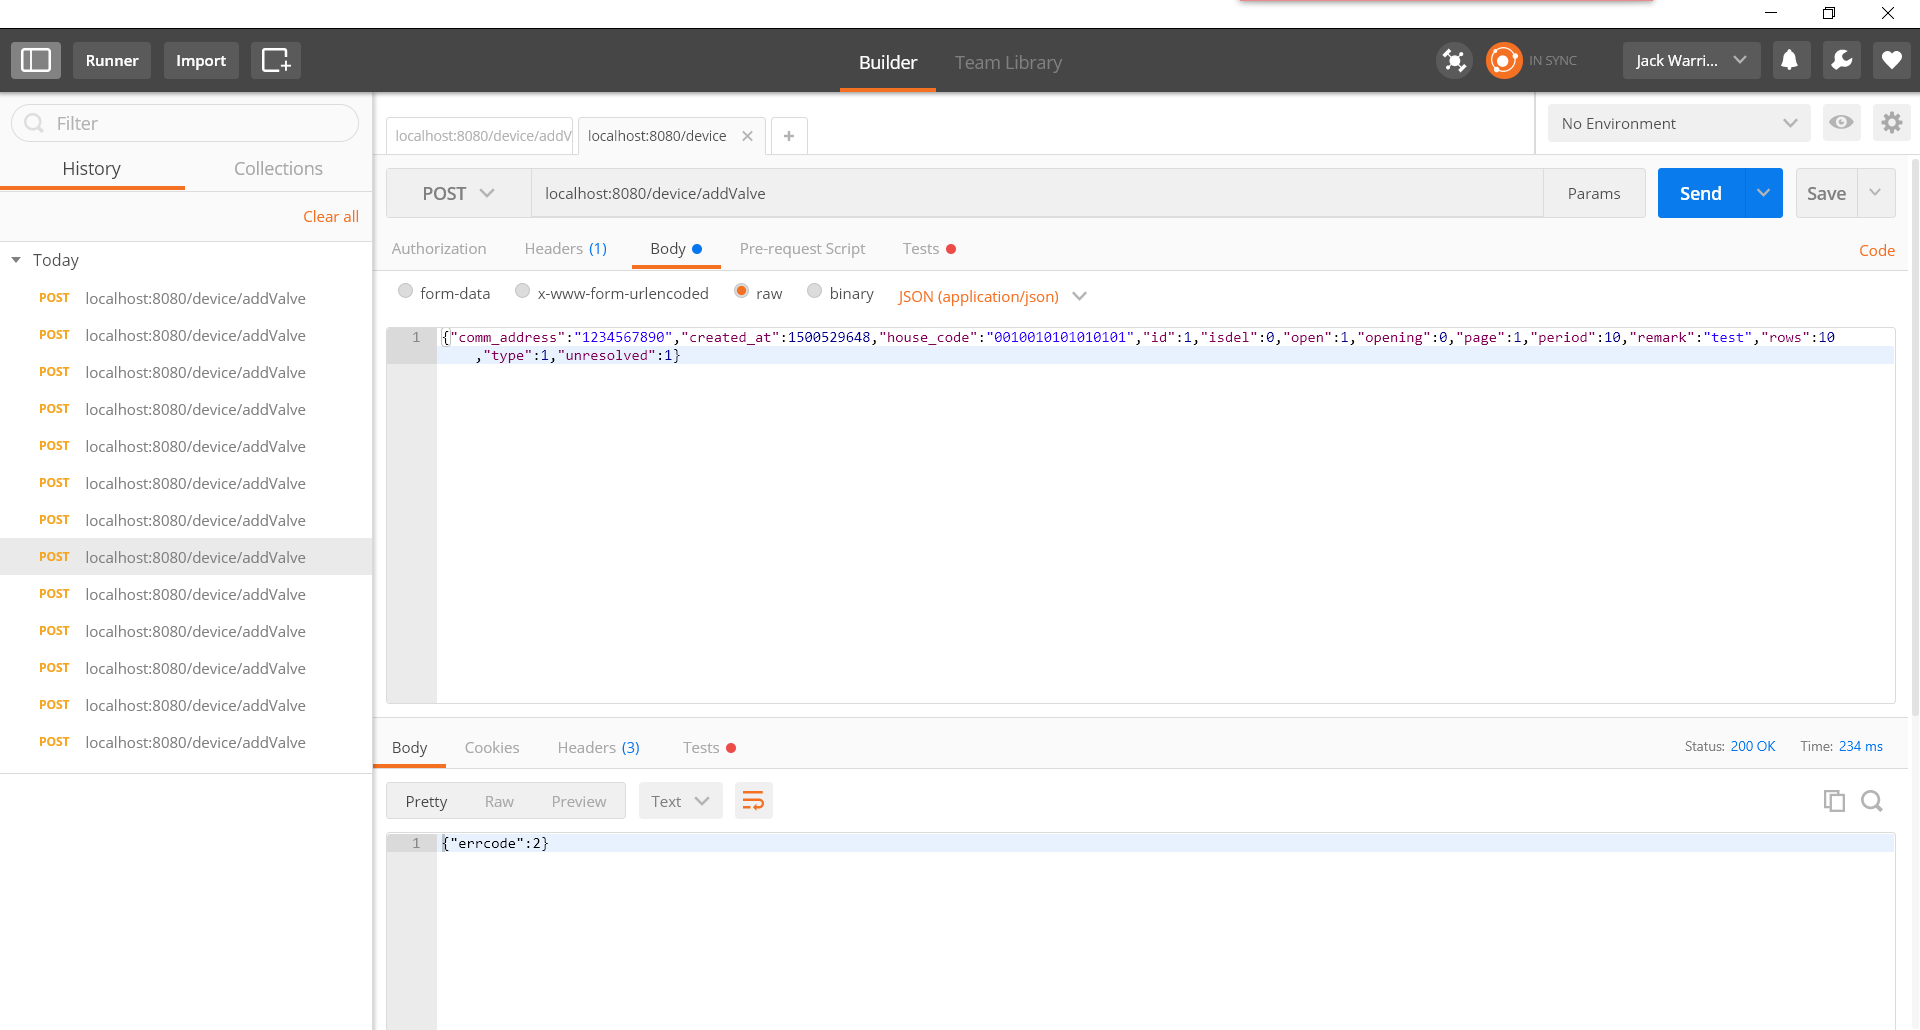 Runner Import Builder Team Library IN SYNC Jack Warri...
Filter
History Collections
Clear all
Today
POST localhost:8080/device/addValve
POST localhost:8080/device/addValve
POST localhost:8080/device/addValve
POST localhost:8080/device/addValve
POST localhost:8080/device/addValve
POST localhost:8080/device/addValve
POST localhost:8080/device/addValve
POST localhost:8080/device/addValve
POST localhost:8080/device/addValve
POST localhost:8080/device/addValve
POST localhost:8080/device/addValve
POST localhost:8080/device/addValve
POST localhost:8080/device/addValve
localhost:8080/device/addV localhost:8080/device No Environment
POST localhost:8080/device/addValve Params Send Save
Authorization Headers (1) Body Pre-request Script Tests Code
form-data x-www-form-urlencoded raw binary JSON (application/json)
1 {"comm_address":"1234567890","created_at":1500529648,"house_code":"0010010101010101","id":1,"isdel":0,"open":1,"opening":0,"page":1,"period":10,"remark":"test","rows":10
,"type":1,"unresolved":1}
Body Cookies Headers (3) Tests Status: 200 OK Time: 234 ms
Pretty Raw Preview Text
1 {"errcode":2}